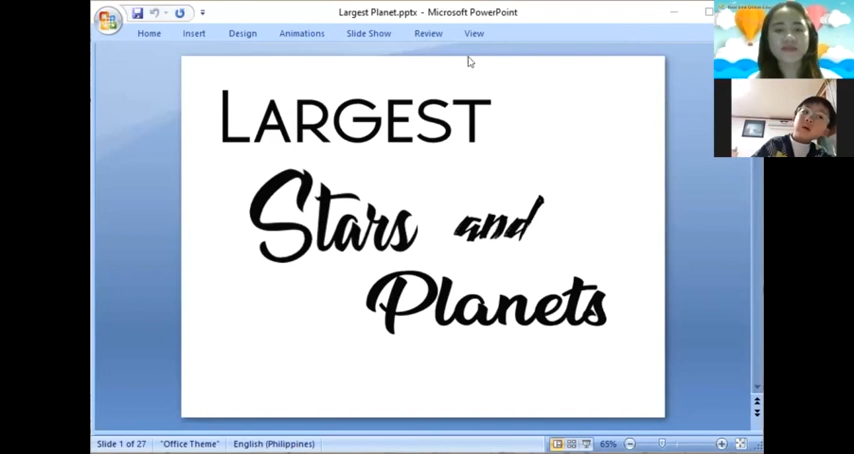 Largest Planet.pptx - Microsoft PowerPoint
Home Insert Design Animations Slide Show Review View
LARGEST
Stars and
Planets
Slide 1 of 27 "Office Theme" English (Philippines) 65%